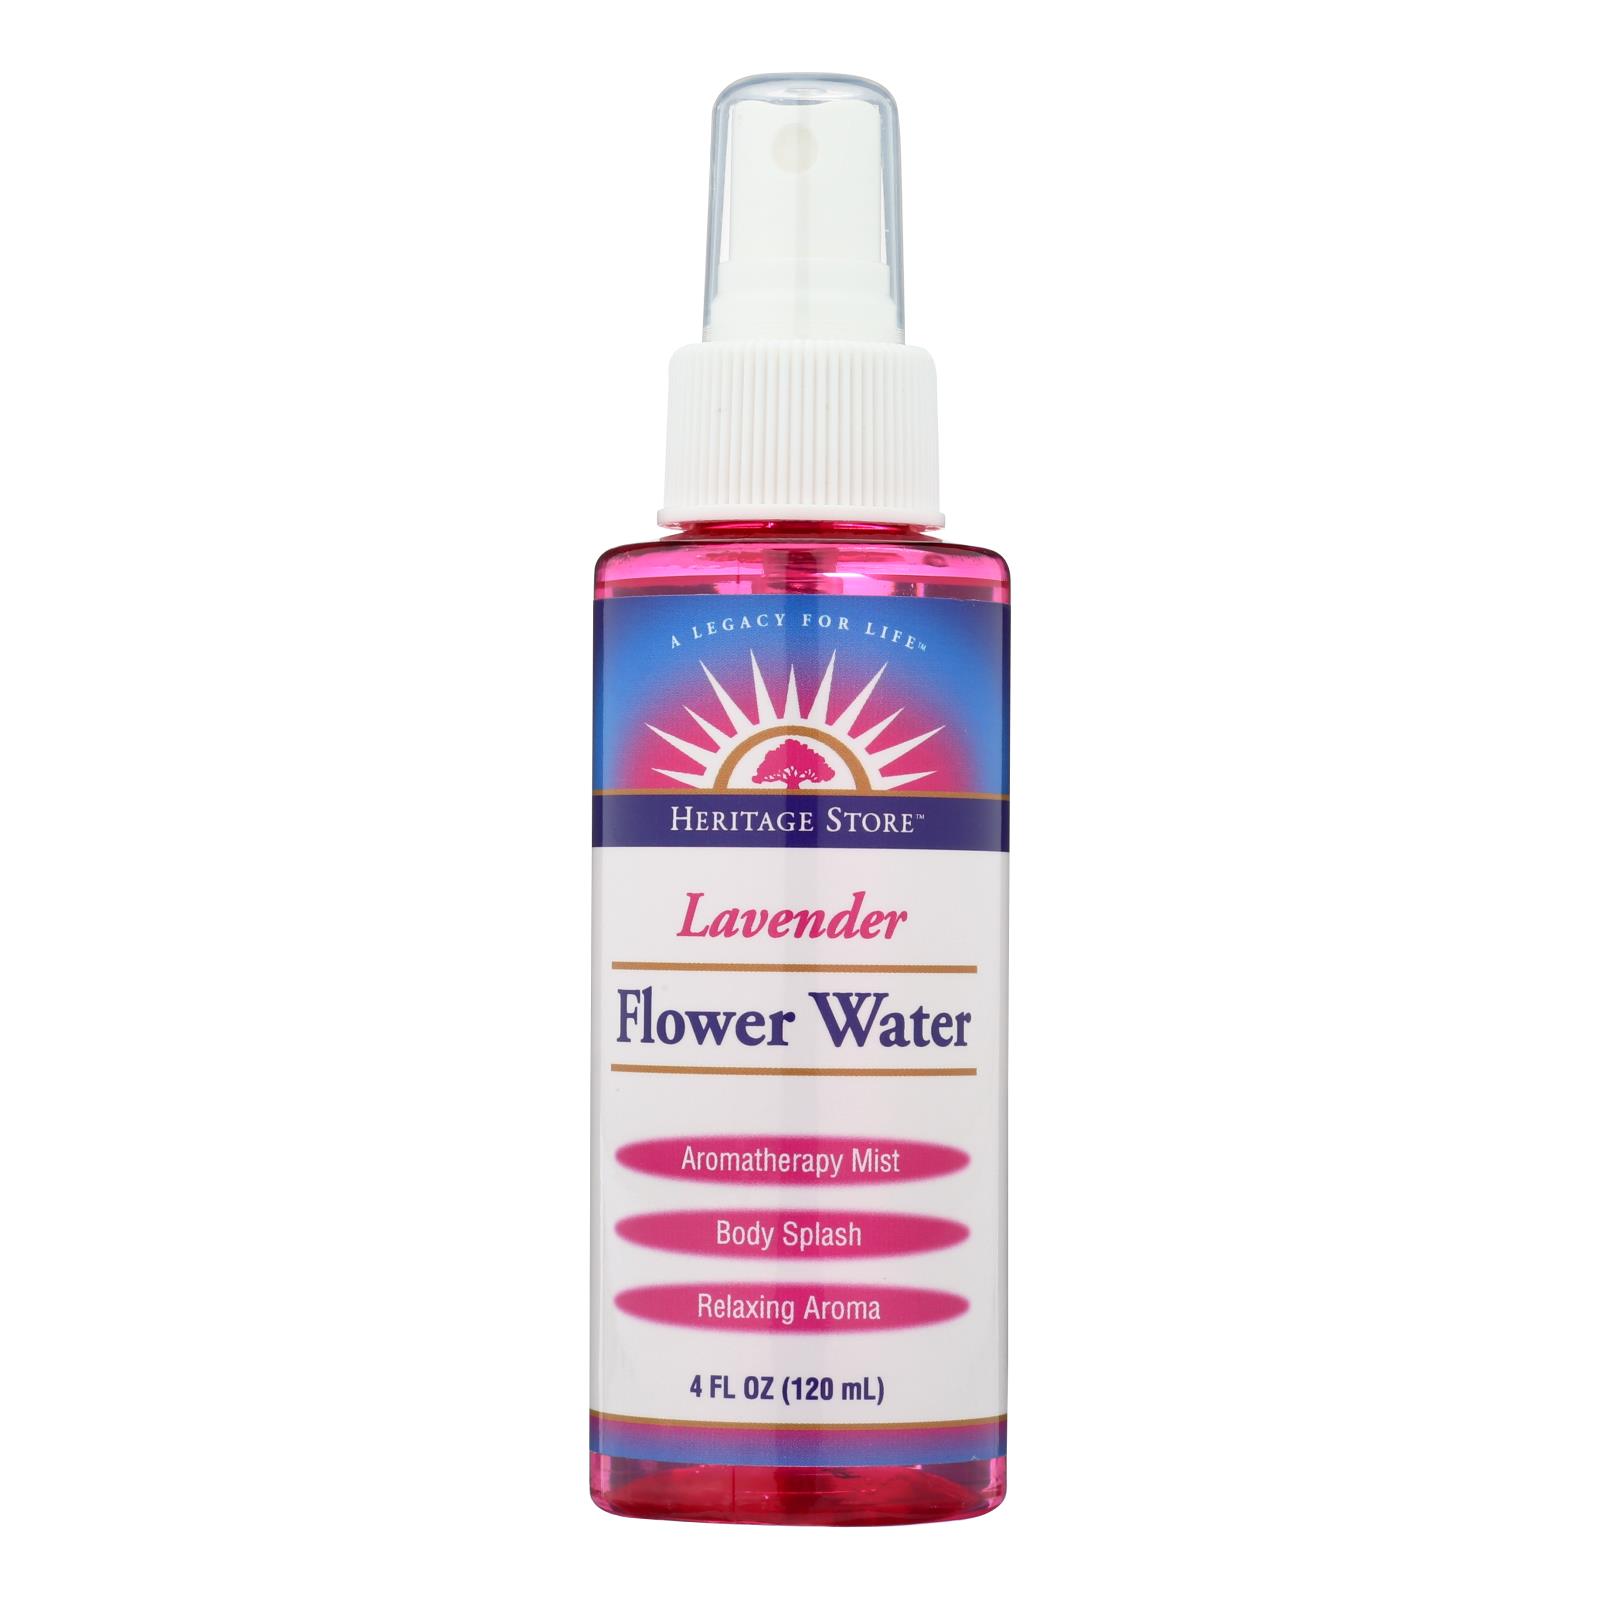 A LEGACY FOR LIFE™
HERITAGE STORE™
Lavender
Flower Water
Aromatherapy Mist
Body Splash
Relaxing Aroma
4 FL OZ (120 mL)